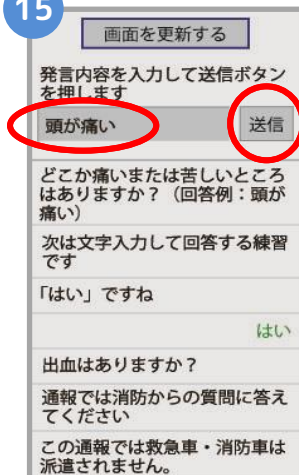 15
画面を更新する
発言内容を入力して送信ボタン
を押します
頭が痛い
送信
どこか痛いまたは苦しいところ
はありますか？（回答例：頭が
痛い）
次は文字入力して回答する練習
です
「はい」ですね
はい
出血はありますか？
通報では消防からの質問に答え
てください
この通報では救急車・消防車は
派遣されません。